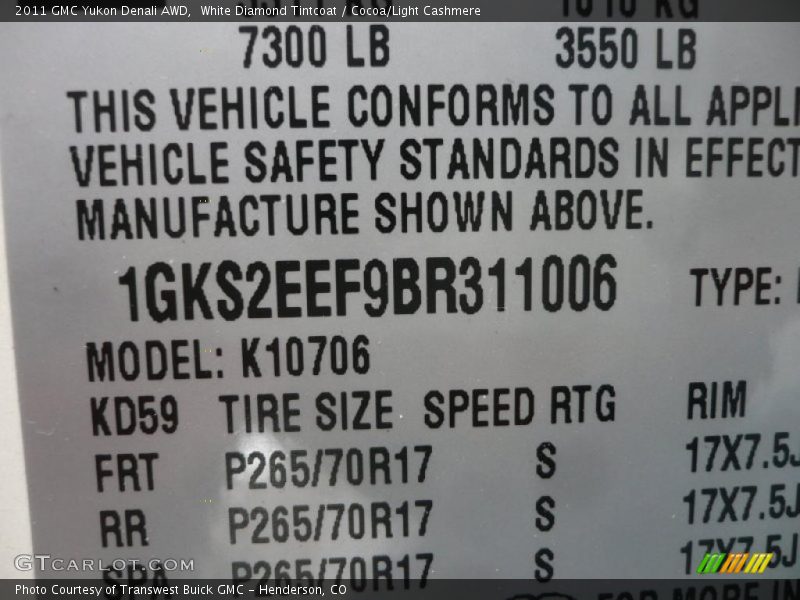 2011 GMC Yukon Denali AWD,  White Diamond Tintcoat / Cocoa/Light Cashmere
7300 LB 3550 LB
THIS VEHICLE CONFORMS TO ALL APPLI
VEHICLE SAFETY STANDARDS IN EFFECT
MANUFACTURE SHOWN ABOVE.
1GKS2EEF9BR311006 TYPE:
MODEL: K10706
KD59 TIRE SIZE SPEED RTG RIM
FRT P265/70R17 S 17X7.5J
RR P265/70R17 S 17X7.5J
SPA P265/70R17 S 17X7.5J
GTCARLOT.COM
Photo Courtesy of Transwest Buick GMC – Henderson, CO